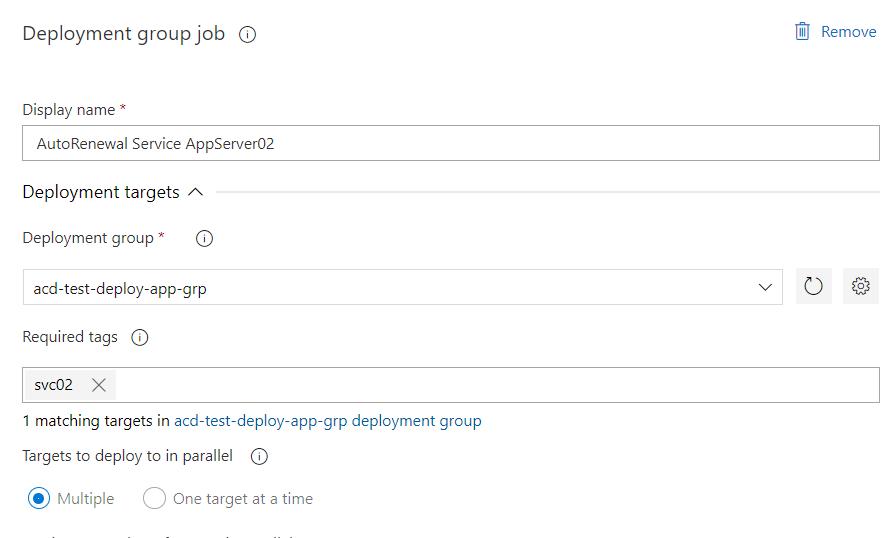 Deployment group job
Remove
Display name *
AutoRenewal Service AppServer02
Deployment targets
Deployment group *
acd-test-deploy-app-grp
Required tags
svc02
1 matching targets in acd-test-deploy-app-grp deployment group
Targets to deploy to in parallel
Multiple One target at a time